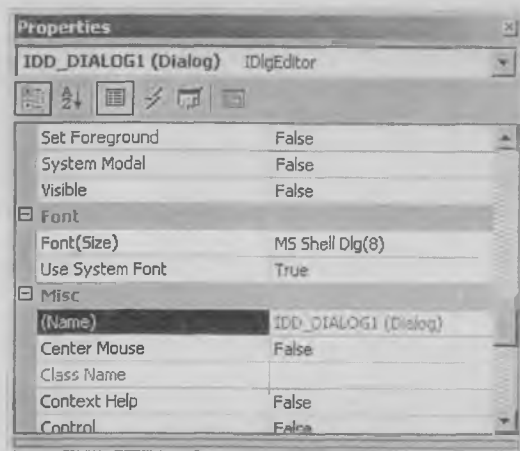 Properties
IDD_DIALOG1 (Dialog) IDlgEditor
Set Foreground False
System Modal False
Visible False
Font
Font(Size) MS Shell Dlg(8)
Use System Font True
Misc
(Name) IDD_DIALOG1 (Dialog)
Center Mouse False
Class Name
Context Help False
Control False